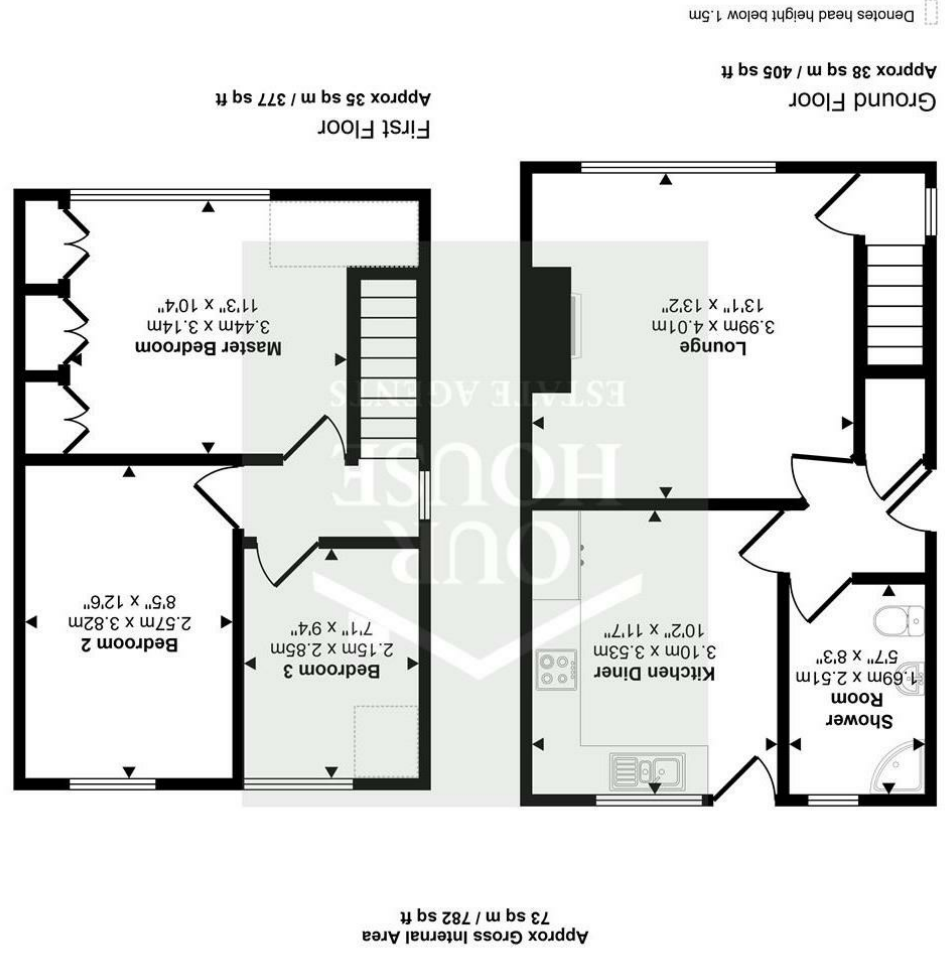 Approx Gross Internal Area
73 sq m / 782 sq ft
Shower
Room
1.69m x 2.51m
5'7" x 8'3"
Kitchen Diner
3.10m x 3.53m
10'2" x 11'7"
Lounge
3.99m x 4.01m
13'1" x 13'2"
Ground Floor
Approx 38 sq m / 405 sq ft
Bedroom 3
2.15m x 2.85m
7'1" x 9'4"
Bedroom 2
2.57m x 3.82m
8'5" x 12'6"
Master Bedroom
3.44m x 3.14m
11'3" x 10'4"
First Floor
Approx 35 sq m / 377 sq ft
Denotes head height below 1.5m
OUR
HOUSE
ESTATE AGENTS